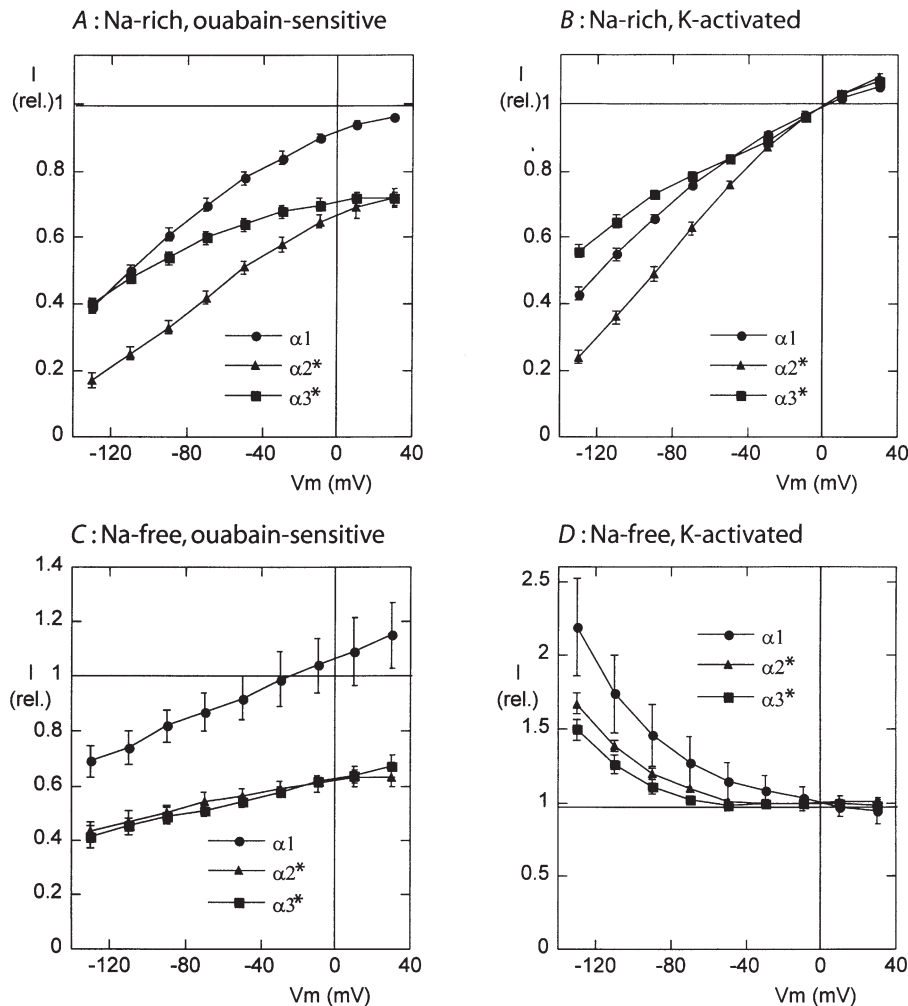 A : Na-rich, ouabain-sensitive
I
(rel.)
1
0.8
0.6
0.4
0.2
0
α1
α2*
α3*
-120 -80 -40 0 40
Vm (mV)
B : Na-rich, K-activated
I
(rel.)
1
0.8
0.6
0.4
0.2
0
α1
α2*
α3*
-120 -80 -40 0 40
Vm (mV)
C : Na-free, ouabain-sensitive
1.4
1.2
1
I
(rel.)
0.8
0.6
0.4
0.2
0
α1
α2*
α3*
-120 -80 -40 0 40
Vm (mV)
D : Na-free, K-activated
2.5
2
I
(rel.)
1.5
1
0.5
0
α1
α2*
α3*
-120 -80 -40 0 40
Vm (mV)